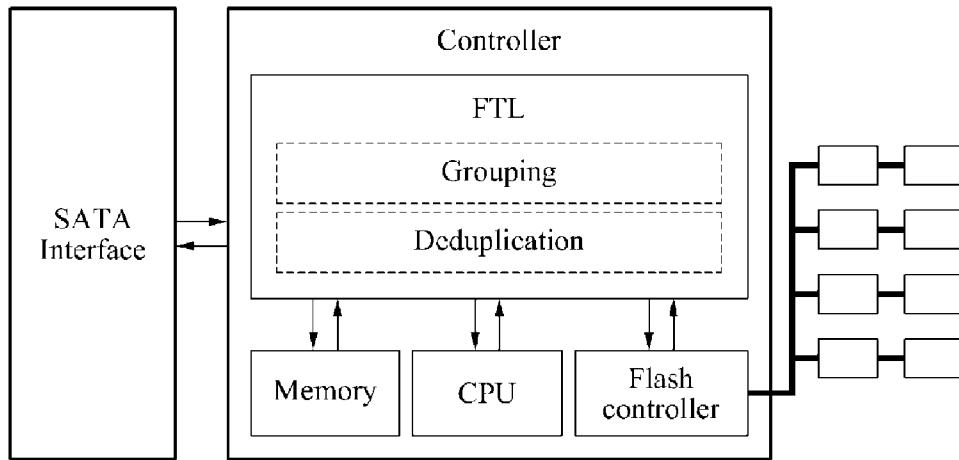 Controller
FTL
Grouping
Deduplication
SATA
Interface
Memory
CPU
Flash
controller